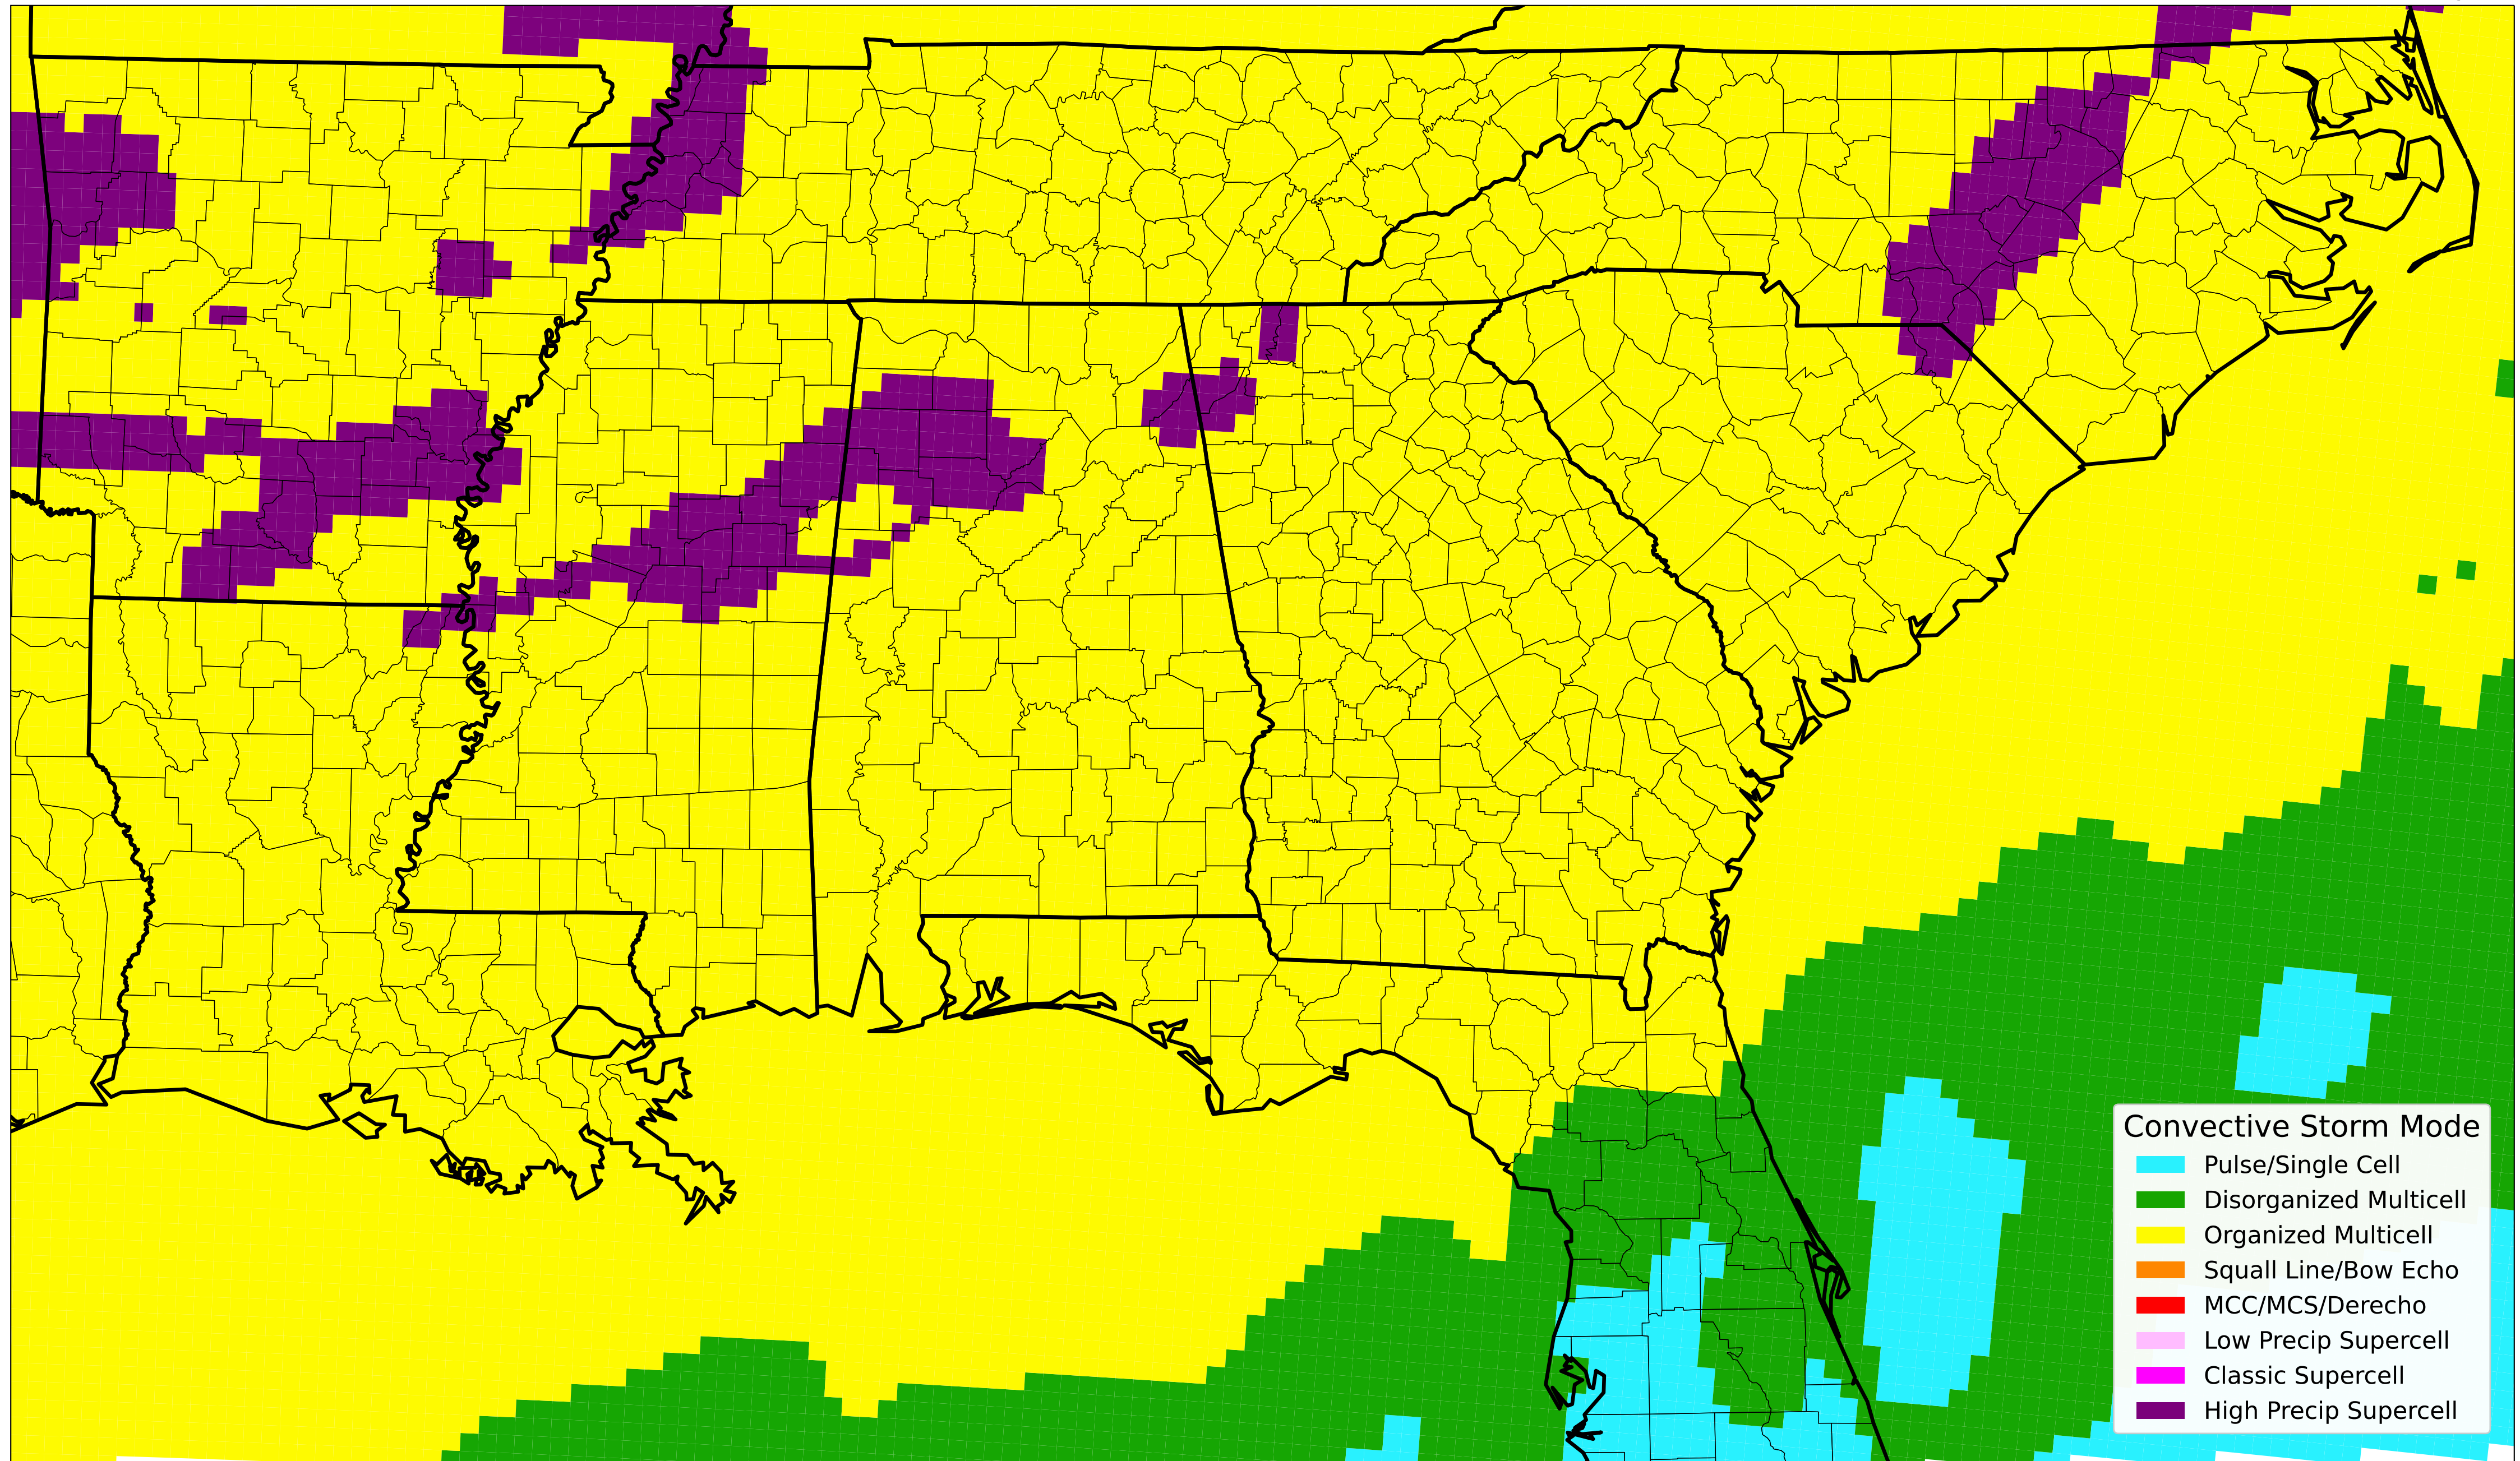 Convective Storm Mode
Pulse/Single Cell
Disorganized Multicell
Organized Multicell
Squall Line/Bow Echo
MCC/MCS/Derecho
Low Precip Supercell
Classic Supercell
High Precip Supercell